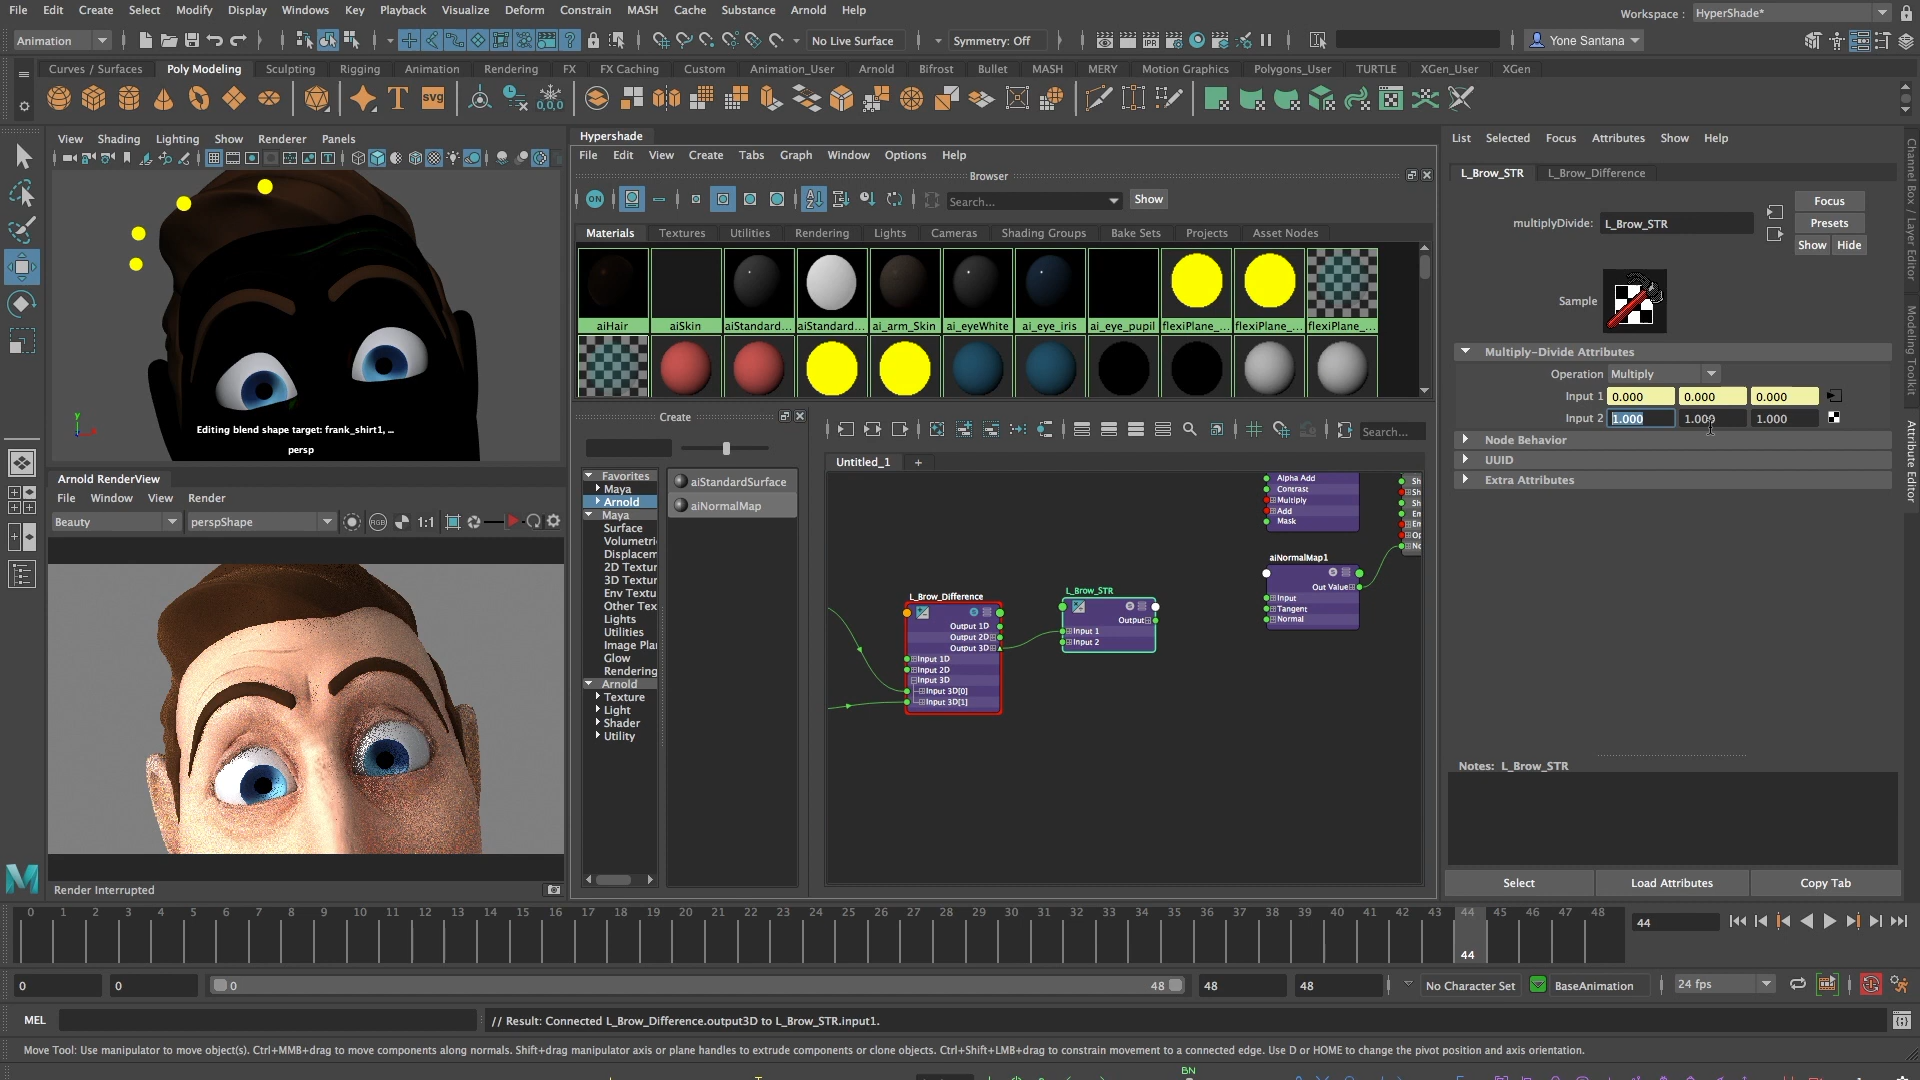 File Edit Create Select Modify Display Windows Key Playback Visualize Deform Constrain MASH Cache Substance Arnold Help
Workspace : HyperShade*
Animation No Live Surface Symmetry: Off Yone Santana
Curves / Surfaces Poly Modeling Sculpting Rigging Animation Rendering FX FX Caching Custom Animation_User Arnold Bifrost Bullet MASH MERY Motion Graphics Polygons_User TURTLE XGen_User XGen
T SVG 0,0,0
View Shading Lighting Show Renderer Panels
Editing blend shape target: frank_shirt1, ...
persp
Y
Arnold RenderView
File Window View Render
Beauty perspShape RGB 1:1
Render Interrupted
Hypershade
File Edit View Create Tabs Graph Window Options Help
Browser
ON Search... Show
Materials Textures Utilities Rendering Lights Cameras Shading Groups Bake Sets Projects Asset Nodes
aiHair aiSkin aiStandard... aiStandard... ai_arm_Skin ai_eyeWhite ai_eye_iris ai_eye_pupil flexiPlane_... flexiPlane_... flexiPlane_...
Create
Favorites
Maya
Arnold
Maya
Surface
Volumetri
Displacem
2D Textur
3D Textur
Env Textu
Other Tex
Lights
Utilities
Image Pla
Glow
Rendering
Arnold
Texture
Light
Shader
Utility
aiStandardSurface
aiNormalMap
Search...
Untitled_1 +
Alpha Add
Contrast
Multiply
Add
Mask
aiNormalMap1
Out Value
Input
Tangent
Normal
L_Brow_Difference
Output 1D
Output 2D
Output 3D
Input 1D
Input 2D
Input 3D
Input 3D[0]
Input 3D[1]
L_Brow_STR
Output
Input 1
Input 2
List Selected Focus Attributes Show Help
L_Brow_STR L_Brow_Difference
multiplyDivide: L_Brow_STR
Focus
Presets
Show Hide
Sample
Multiply-Divide Attributes
Operation Multiply
Input 1 0.000 0.000 0.000
Input 2 1.000 1.000 1.000
Node Behavior
UUID
Extra Attributes
Notes: L_Brow_STR
Select Load Attributes Copy Tab
Channel Box / Layer Editor
Modeling Toolkit
Attribute Editor
0 1 2 3 4 5 6 7 8 9 10 11 12 13 14 15 16 17 18 19 20 21 22 23 24 25 26 27 28 29 30 31 32 33 34 35 36 37 38 39 40 41 42 43 44 45 46 47 48
44
44
0 0 0 48 48 48 No Character Set BaseAnimation 24 fps
MEL // Result: Connected L_Brow_Difference.output3D to L_Brow_STR.input1.
Move Tool: Use manipulator to move object(s). Ctrl+MMB+drag to move components along normals. Shift+drag manipulator axis or plane handles to extrude components or clone objects. Ctrl+Shift+LMB+drag to constrain movement to a connected edge. Use D or HOME to change the pivot position and axis orientation.
BN